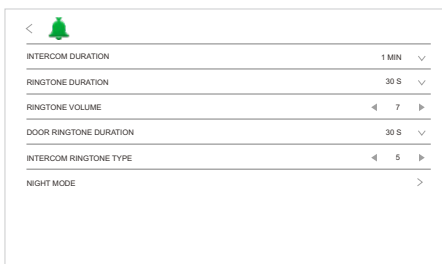 INTERCOM DURATION 1 MIN
RINGTONE DURATION 30 S
RINGTONE VOLUME 7
DOOR RINGTONE DURATION 30 S
INTERCOM RINGTONE TYPE 5
NIGHT MODE